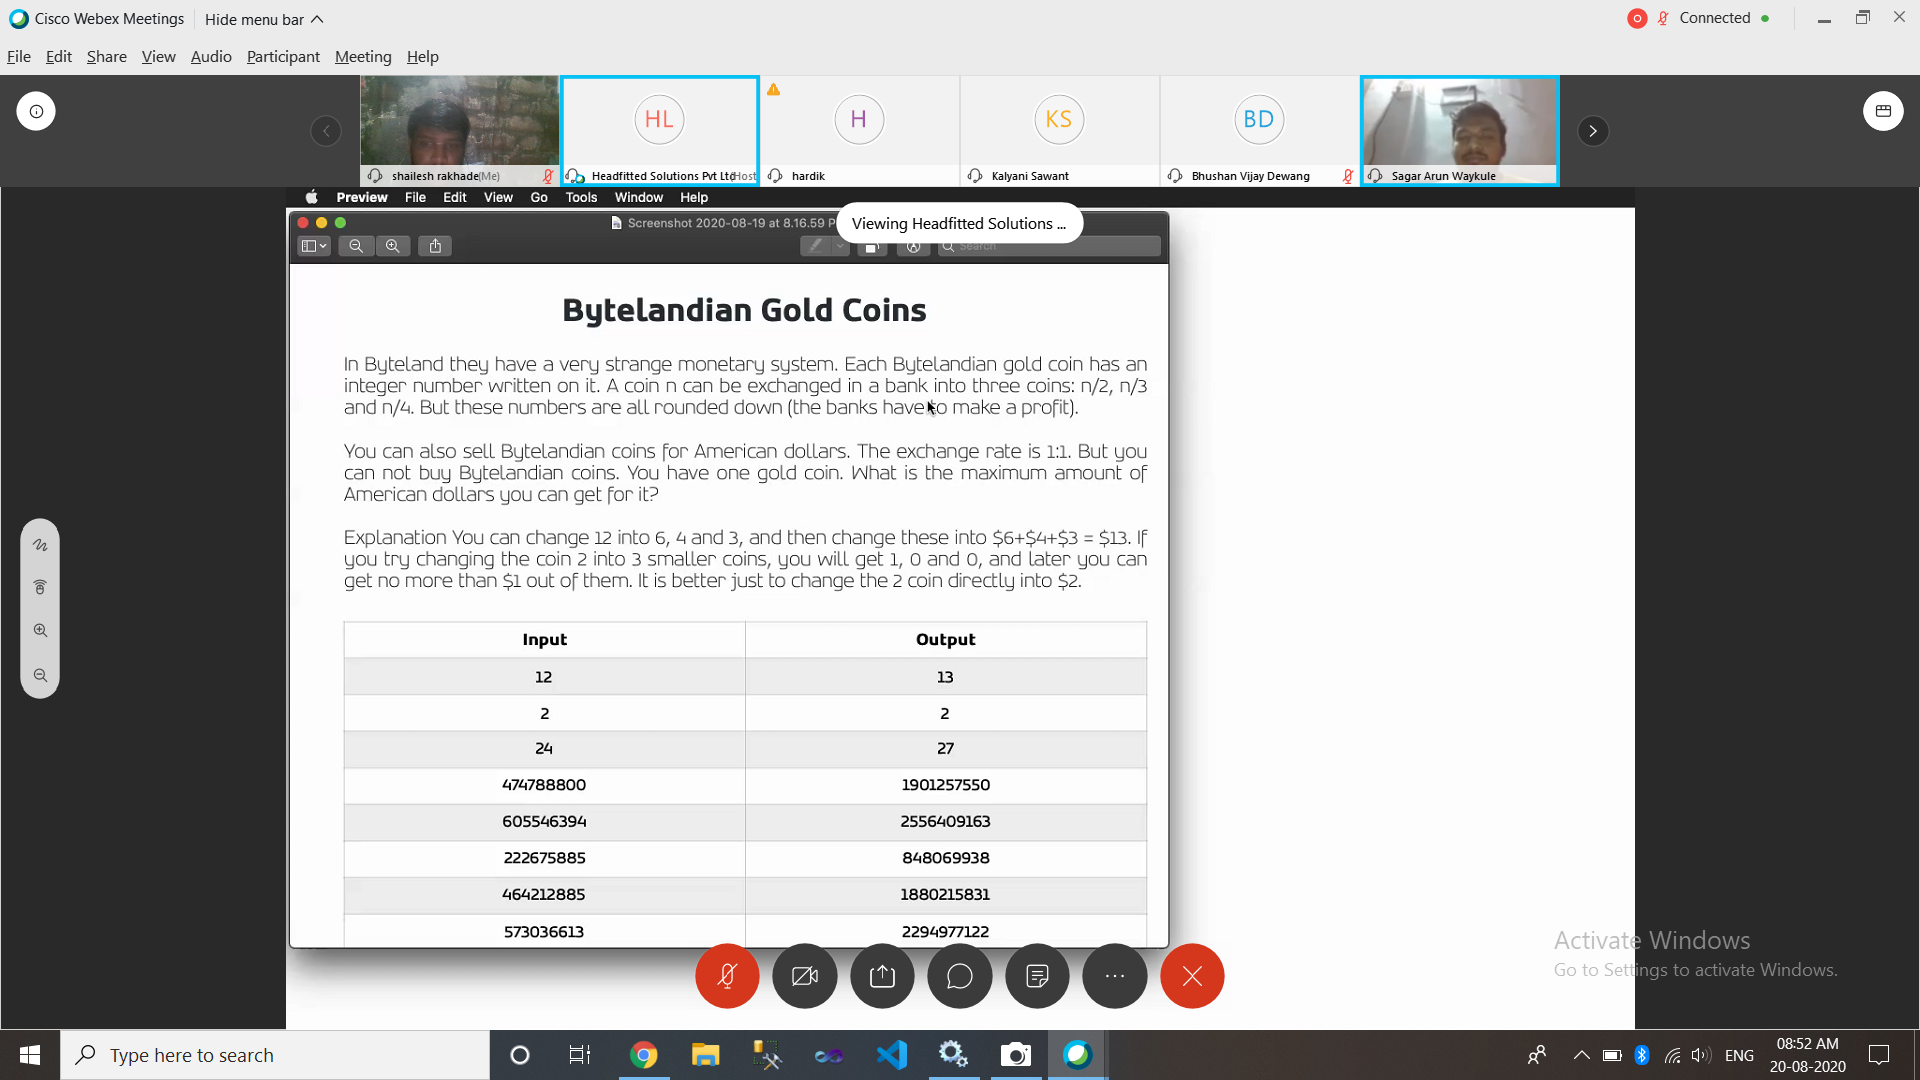 Cisco Webex Meetings
Hide menu bar
Connected
File Edit Share View Audio Participant Meeting Help
HL
H
KS
BD
shailesh rakhade(Me)
Headfitted Solutions Pvt Ltd
Host
hardik
Kalyani Sawant
Bhushan Vijay Dewang
Sagar Arun Waykule
Preview File Edit View Go Tools Window Help
Screenshot 2020-08-19 at 8.16.59 P
Viewing Headfitted Solutions ...
Search
Bytelandian Gold Coins
In Byteland they have a very strange monetary system. Each Bytelandian gold coin has an
integer number written on it. A coin n can be exchanged in a bank into three coins: n/2, n/3
and n/4. But these numbers are all rounded down (the banks have to make a profit).
You can also sell Bytelandian coins for American dollars. The exchange rate is 1:1. But you
can not buy Bytelandian coins. You have one gold coin. What is the maximum amount of
American dollars you can get for it?
Explanation You can change 12 into 6, 4 and 3, and then change these into $6+$4+$3 = $13. If
you try changing the coin 2 into 3 smaller coins, you will get 1, 0 and 0, and later you can
get no more than $1 out of them. It is better just to change the 2 coin directly into $2.
Input Output
12 13
2 2
24 27
474788800 1901257550
605546394 2556409163
222675885 848069938
464212885 1880215831
573036613 2294977122
Activate Windows
Go to Settings to activate Windows.
Type here to search
ENG
08:52 AM
20-08-2020